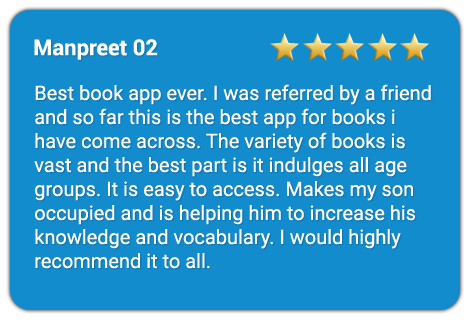 Manpreet 02
Best book app ever. I was referred by a friend
and so far this is the best app for books i
have come across. The variety of books is
vast and the best part is it indulges all age
groups. It is easy to access. Makes my son
occupied and is helping him to increase his
knowledge and vocabulary. I would highly
recommend it to all.